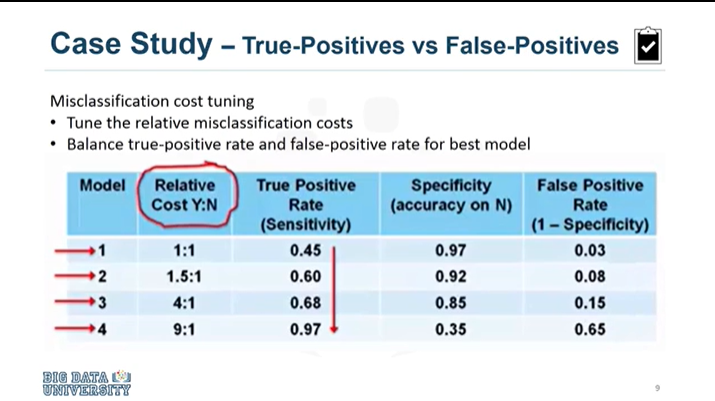 Case Study – True-Positives vs False-Positives
Misclassification cost tuning
• Tune the relative misclassification costs
• Balance true-positive rate and false-positive rate for best model
Model Relative Cost Y:N True Positive Rate (Sensitivity) Specificity (accuracy on N) False Positive Rate (1 – Specificity)
1 1:1 0.45 0.97 0.03
2 1.5:1 0.60 0.92 0.08
3 4:1 0.68 0.85 0.15
4 9:1 0.97 0.35 0.65
BIG DATA
UNIVERSITY
9